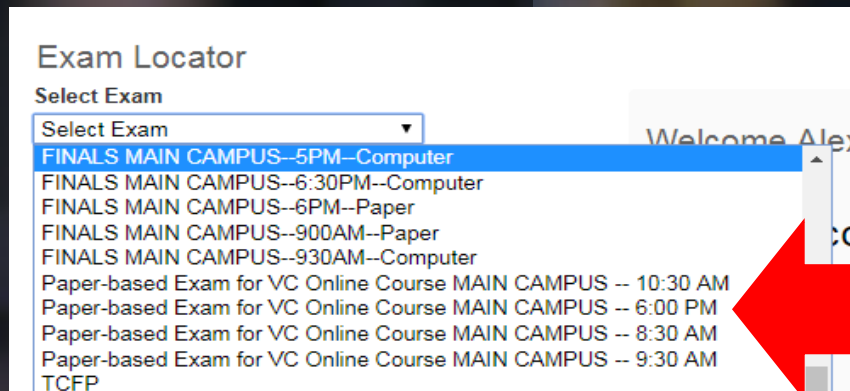 Exam Locator
Select Exam
Select Exam
Welcome Alex
FINALS MAIN CAMPUS--5PM--Computer
FINALS MAIN CAMPUS--6:30PM--Computer
FINALS MAIN CAMPUS--6PM--Paper
FINALS MAIN CAMPUS--900AM--Paper
FINALS MAIN CAMPUS--930AM--Computer
Paper-based Exam for VC Online Course MAIN CAMPUS -- 10:30 AM
Paper-based Exam for VC Online Course MAIN CAMPUS -- 6:00 PM
Paper-based Exam for VC Online Course MAIN CAMPUS -- 8:30 AM
Paper-based Exam for VC Online Course MAIN CAMPUS -- 9:30 AM
TCFP